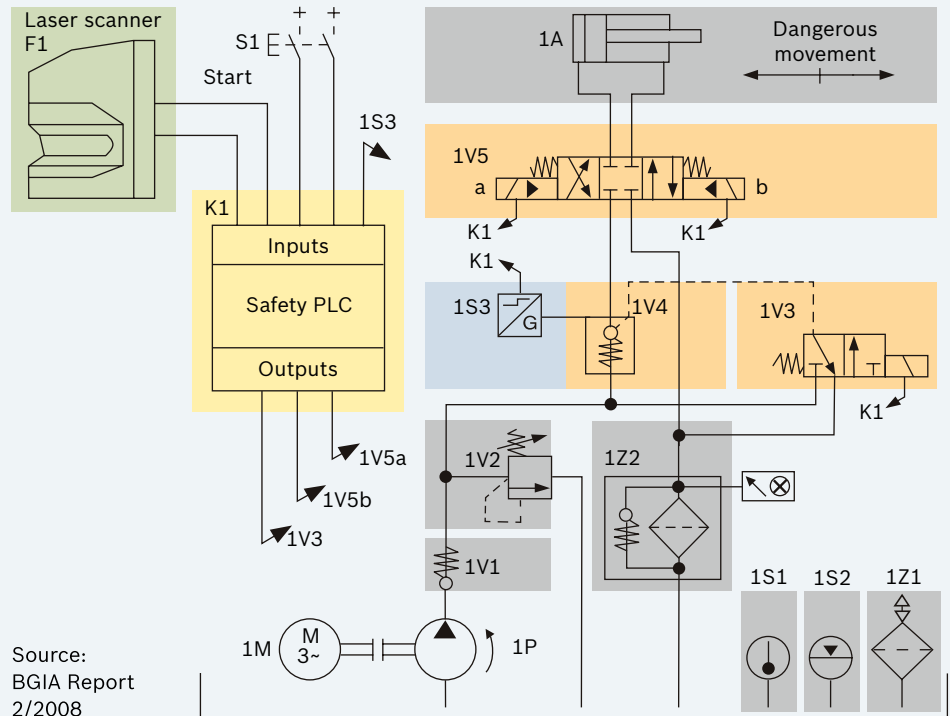 Laser scanner
F1
S1
+ +
Start
1S3
1A
Dangerous
movement
1V5
a
b
K1
K1
K1
K1
Inputs
Safety PLC
Outputs
1S3
G
1V4
1V3
K1
1V5a
1V5b
1V3
1V2
1Z2
1V1
1S1
1S2
1Z1
1M
M
3~
1P
Source:
BGIA Report
2/2008